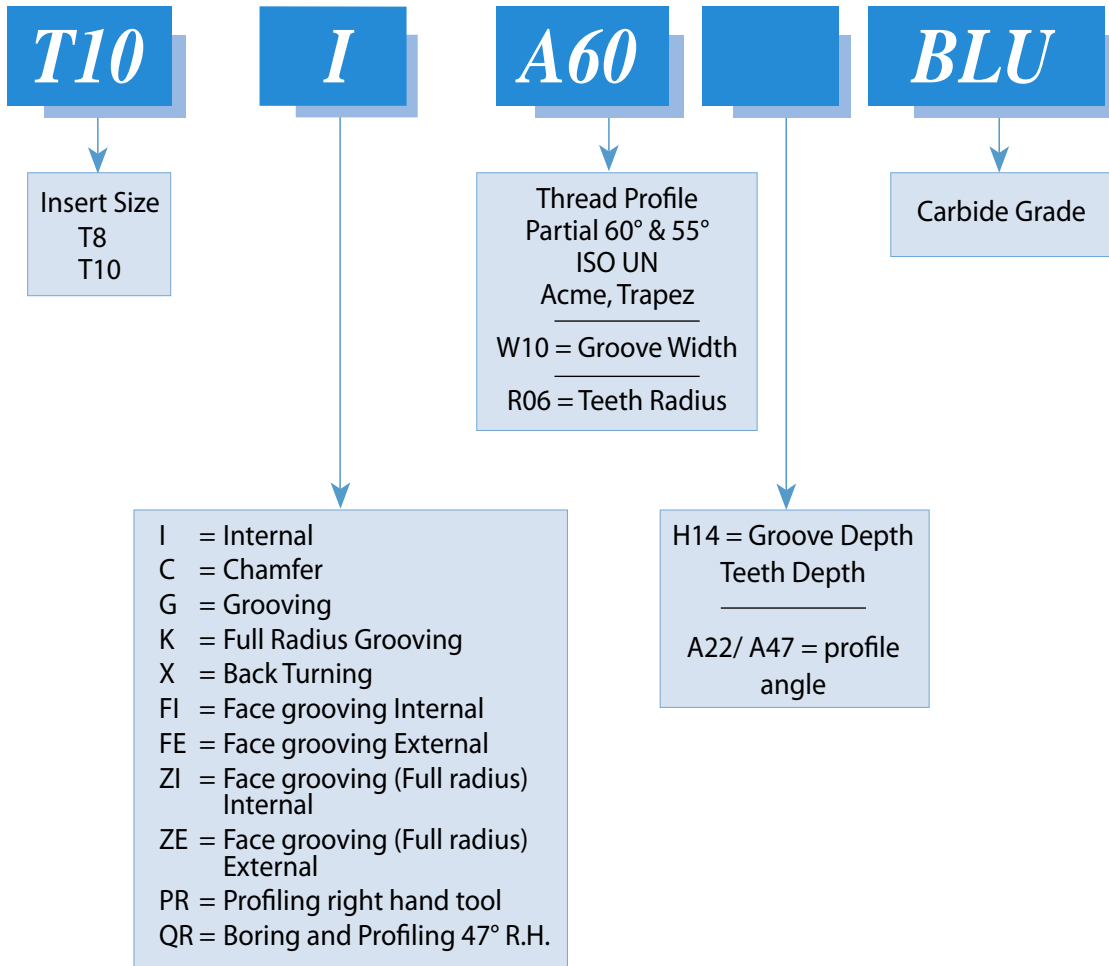 T10 I A60 BLU
Insert Size
T8
T10
Thread Profile
Partial 60° & 55°
ISO UN
Acme, Trapez
W10 = Groove Width
R06 = Teeth Radius
Carbide Grade
I = Internal
C = Chamfer
G = Grooving
K = Full Radius Grooving
X = Back Turning
FI = Face grooving Internal
FE = Face grooving External
ZI = Face grooving (Full radius)
Internal
ZE = Face grooving (Full radius)
External
PR = Profiling right hand tool
QR = Boring and Profiling 47° R.H.
H14 = Groove Depth
Teeth Depth
A22/ A47 = profile
angle